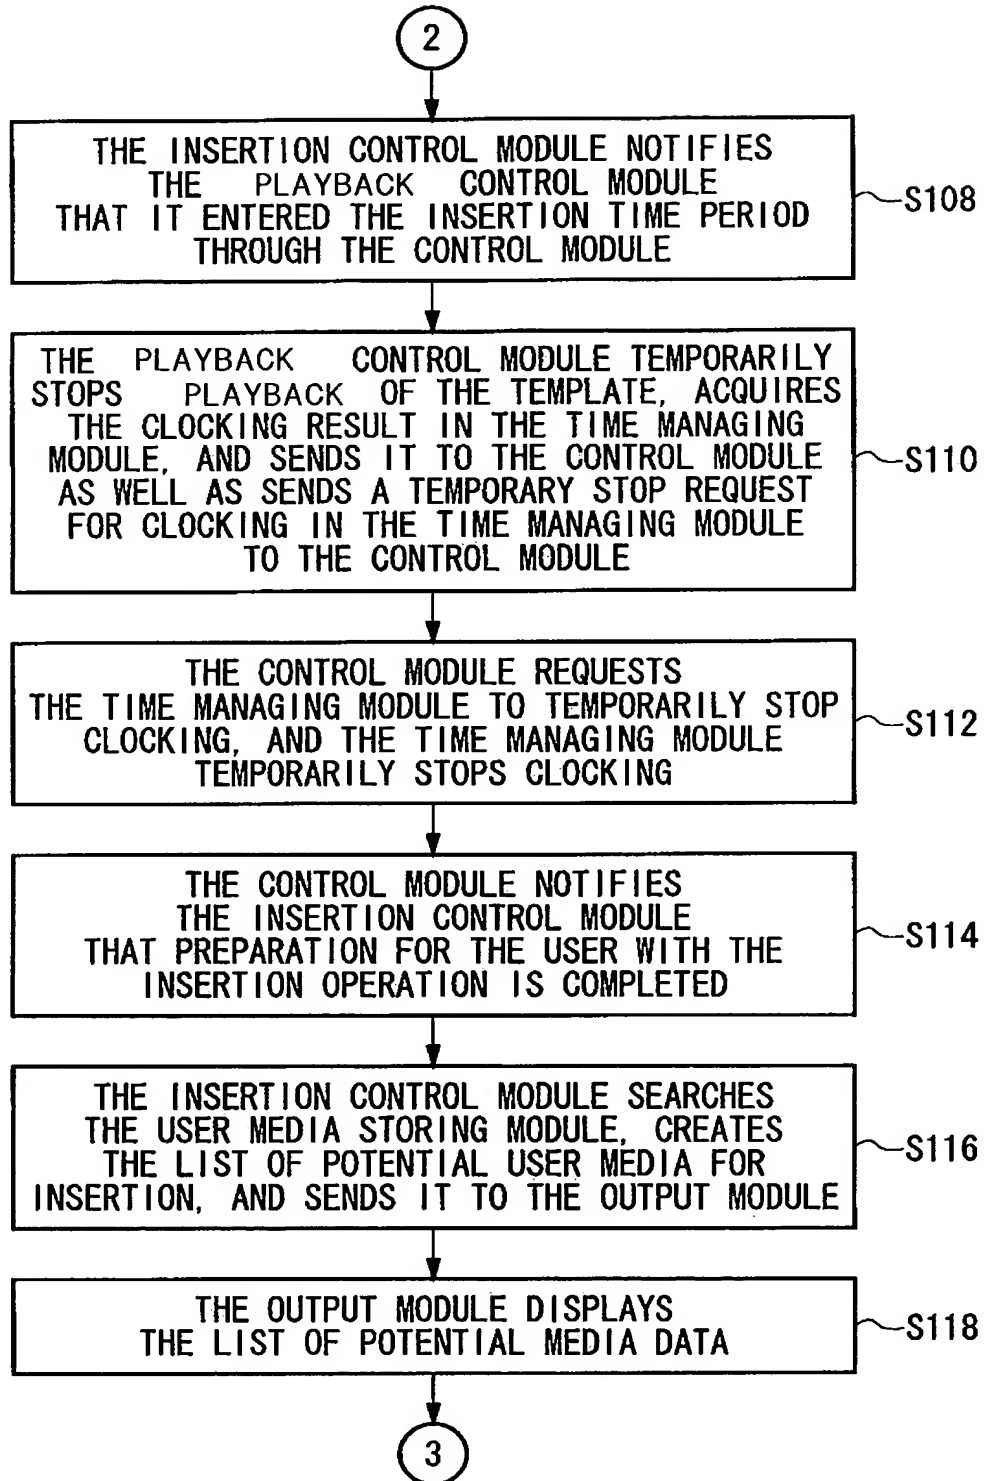 2
THE INSERTION CONTROL MODULE NOTIFIES
THE PLAYBACK CONTROL MODULE
THAT IT ENTERED THE INSERTION TIME PERIOD
THROUGH THE CONTROL MODULE
S108
THE PLAYBACK CONTROL MODULE TEMPORARILY
STOPS PLAYBACK OF THE TEMPLATE, ACQUIRES
THE CLOCKING RESULT IN THE TIME MANAGING
MODULE, AND SENDS IT TO THE CONTROL MODULE
AS WELL AS SENDS A TEMPORARY STOP REQUEST
FOR CLOCKING IN THE TIME MANAGING MODULE
TO THE CONTROL MODULE
S110
THE CONTROL MODULE REQUESTS
THE TIME MANAGING MODULE TO TEMPORARILY STOP
CLOCKING, AND THE TIME MANAGING MODULE
TEMPORARILY STOPS CLOCKING
S112
THE CONTROL MODULE NOTIFIES
THE INSERTION CONTROL MODULE
THAT PREPARATION FOR THE USER WITH THE
INSERTION OPERATION IS COMPLETED
S114
THE INSERTION CONTROL MODULE SEARCHES
THE USER MEDIA STORING MODULE, CREATES
THE LIST OF POTENTIAL USER MEDIA FOR
INSERTION, AND SENDS IT TO THE OUTPUT MODULE
S116
THE OUTPUT MODULE DISPLAYS
THE LIST OF POTENTIAL MEDIA DATA
S118
3